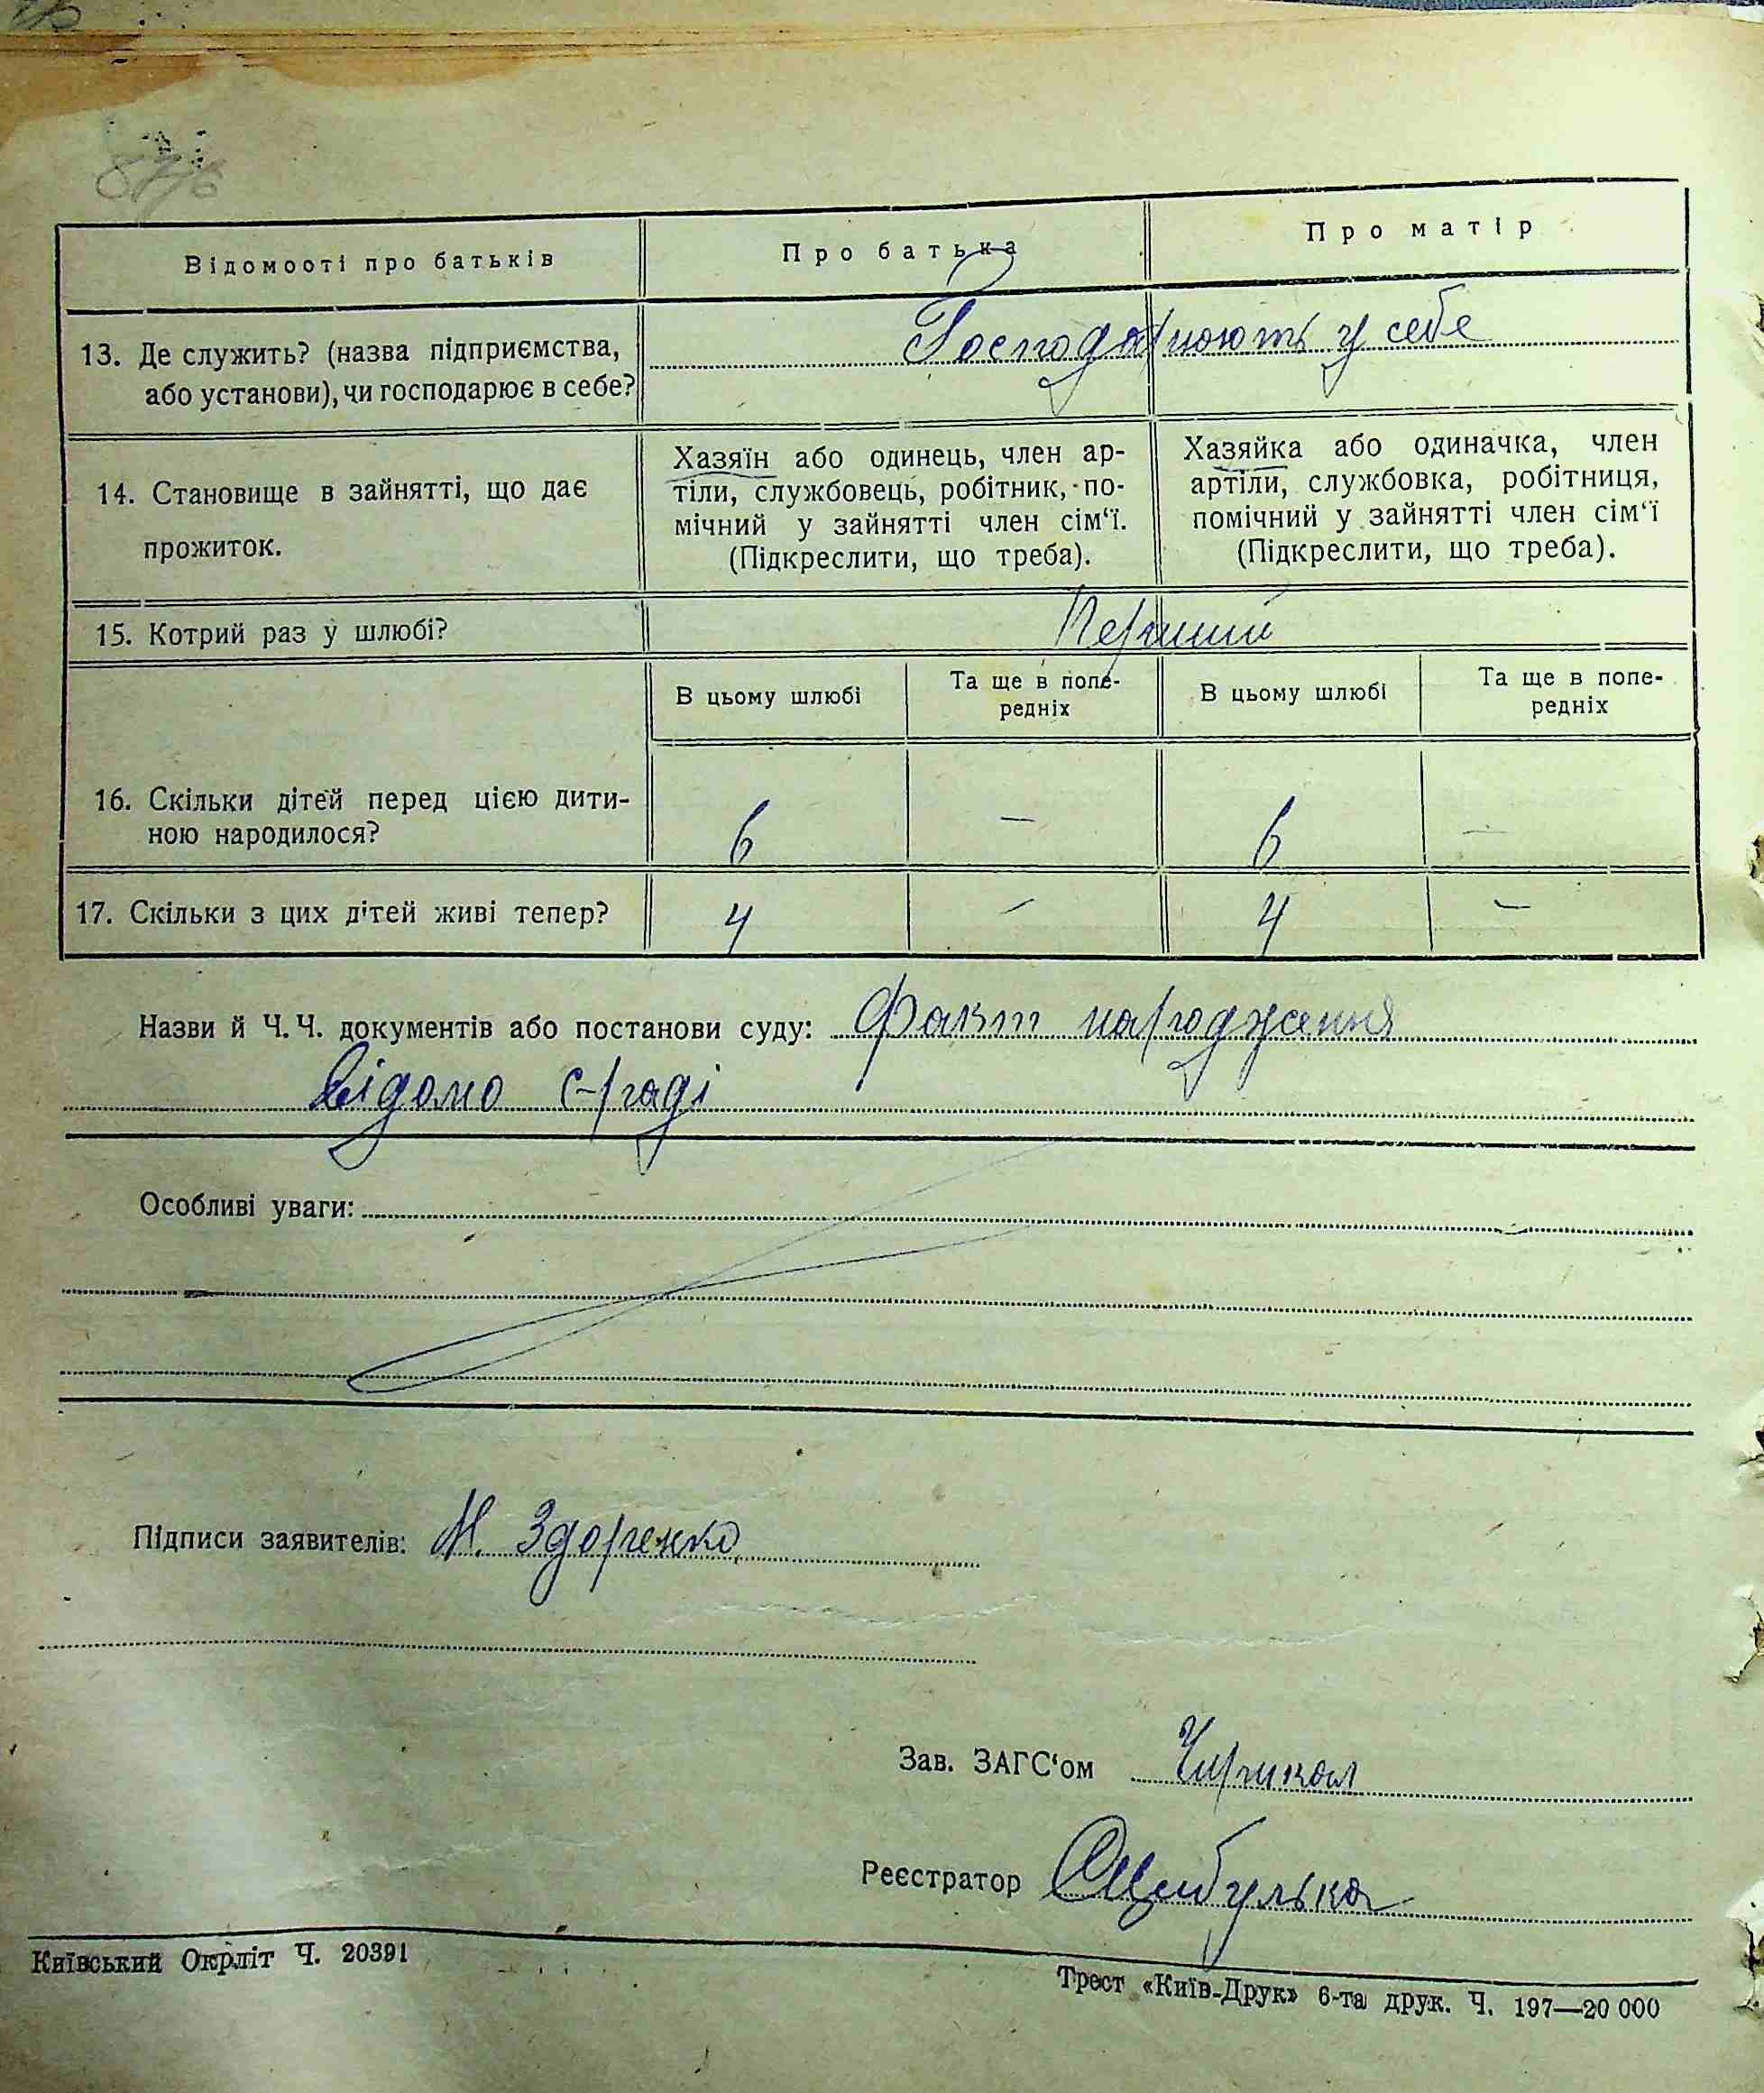 Відомості про батьків
Про батька
Про матір
13. Де служить? (назва підприємства,
або установи), чи господарює в себе?
Господарюють у себе
14. Становище в зайнятті, що дає
прожиток.
Хазяїн або одинець, член ар-
тіли, службовець, робітник, по-
мічний у зайнятті член сім‘ї.
(Підкреслити, що треба).
Хазяйка або одиначка, член
артіли, службовка, робітниця,
помічний у зайнятті член сім‘ї
(Підкреслити, що треба).
15. Котрий раз у шлюбі?
Перший
В цьому шлюбі
Та ще в попе-
редніх
В цьому шлюбі
Та ще в попе-
редніх
16. Скільки дітей перед цією дити-
ною народилося?
6 — 6 —
17. Скільки з цих дітей живі тепер?
4 — 4 —
Назви й Ч. Ч. документів або постанови суду: Факт народження
відомо с-раді
Особливі уваги:
Підписи заявителів: М. Здоренко
Зав. ЗАГС‘ом
Реєстратор Цибулька
Київський Окрліт Ч. 20391
Трест «Київ-Друк» 6-та друк. Ч. 197—20 000